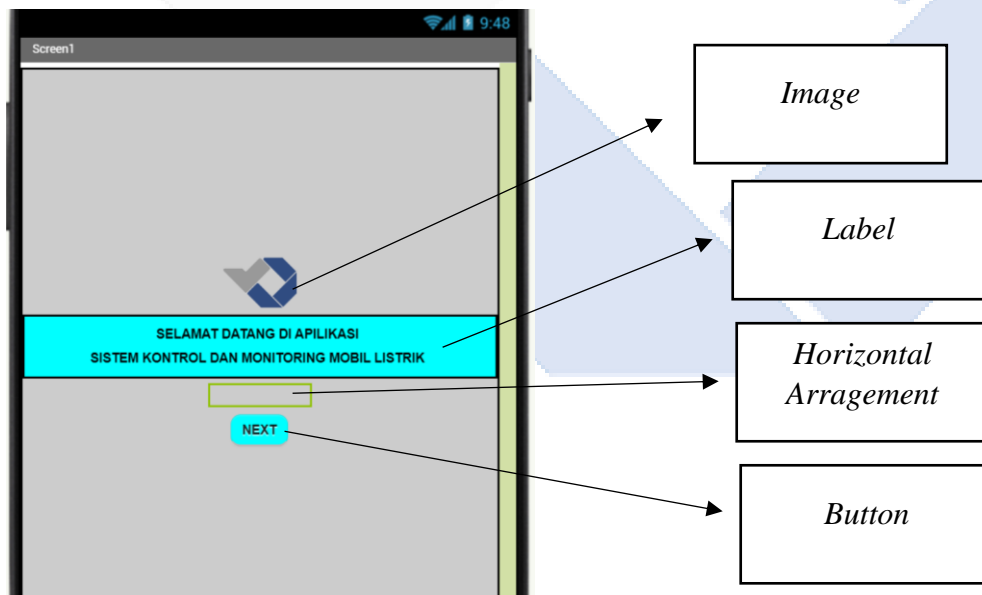 9:48
Screen1
SELAMAT DATANG DI APILIKASI
SISTEM KONTROL DAN MONITORING MOBIL LISTRIK
NEXT
Image
Label
Horizontal
Arragement
Button